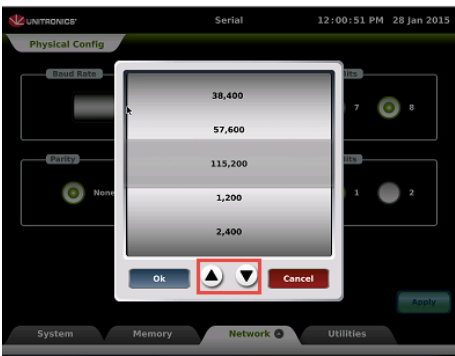 UNITRONICS®
Serial
12:00:51 PM 28 Jan 2015
Physical Config
Baud Rate
its
38,400
57,600
115,200
1,200
2,400
7
8
Parity
its
None
1
2
Ok
Cancel
Apply
System
Memory
Network
Utilities